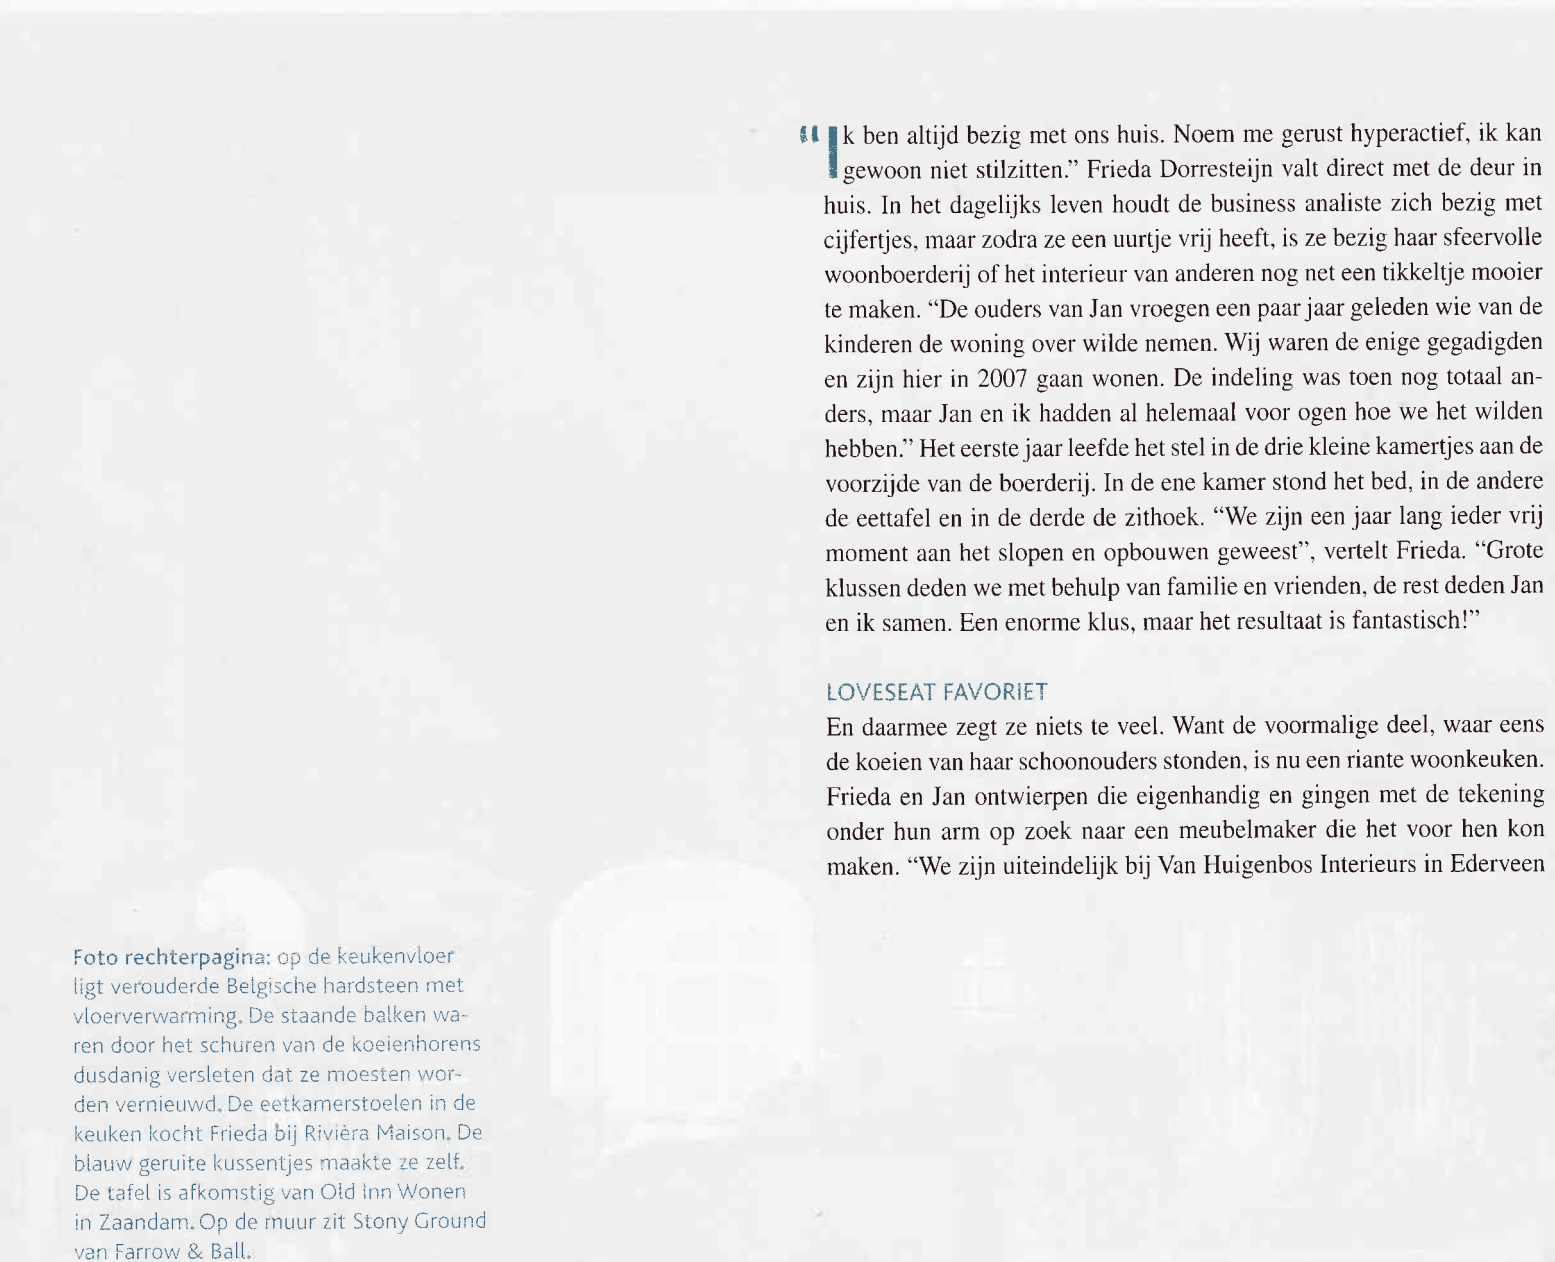 “Ik ben altijd bezig met ons huis. Noem me gerust hyperactief, ik kan
gewoon niet stilzitten.” Frieda Dorresteijn valt direct met de deur in
huis. In het dagelijks leven houdt de business analiste zich bezig met
cijfertjes, maar zodra ze een uurtje vrij heeft, is ze bezig haar sfeervolle
woonboerderij of het interieur van anderen nog net een tikkeltje mooier
te maken. “De ouders van Jan vroegen een paar jaar geleden wie van de
kinderen de woning over wilde nemen. Wij waren de enige gegadigden
en zijn hier in 2007 gaan wonen. De indeling was toen nog totaal an-
ders, maar Jan en ik hadden al helemaal voor ogen hoe we het wilden
hebben.” Het eerste jaar leefde het stel in de drie kleine kamertjes aan de
voorzijde van de boerderij. In de ene kamer stond het bed, in de andere
de eettafel en in de derde de zithoek. “We zijn een jaar lang ieder vrij
moment aan het slopen en opbouwen geweest”, vertelt Frieda. “Grote
klussen deden we met behulp van familie en vrienden, de rest deden Jan
en ik samen. Een enorme klus, maar het resultaat is fantastisch!”
LOVESEAT FAVORIET
En daarmee zegt ze niets te veel. Want de voormalige deel, waar eens
de koeien van haar schoonouders stonden, is nu een riante woonkeuken.
Frieda en Jan ontwierpen die eigenhandig en gingen met de tekening
onder hun arm op zoek naar een meubelmaker die het voor hen kon
maken. “We zijn uiteindelijk bij Van Huigenbos Interieurs in Ederveen
Foto rechterpagina: op de keukenvloer
ligt verouderde Belgische hardsteen met
vloerverwarming. De staande balken wa-
ren door het schuren van de koeienhorens
dusdanig versleten dat ze moesten wor-
den vernieuwd. De eetkamerstoelen in de
keuken kocht Frieda bij Rivièra Maison. De
blauw geruite kussentjes maakte ze zelf.
De tafel is afkomstig van Old Inn Wonen
in Zaandam. Op de muur zit Stony Ground
van Farrow & Ball.